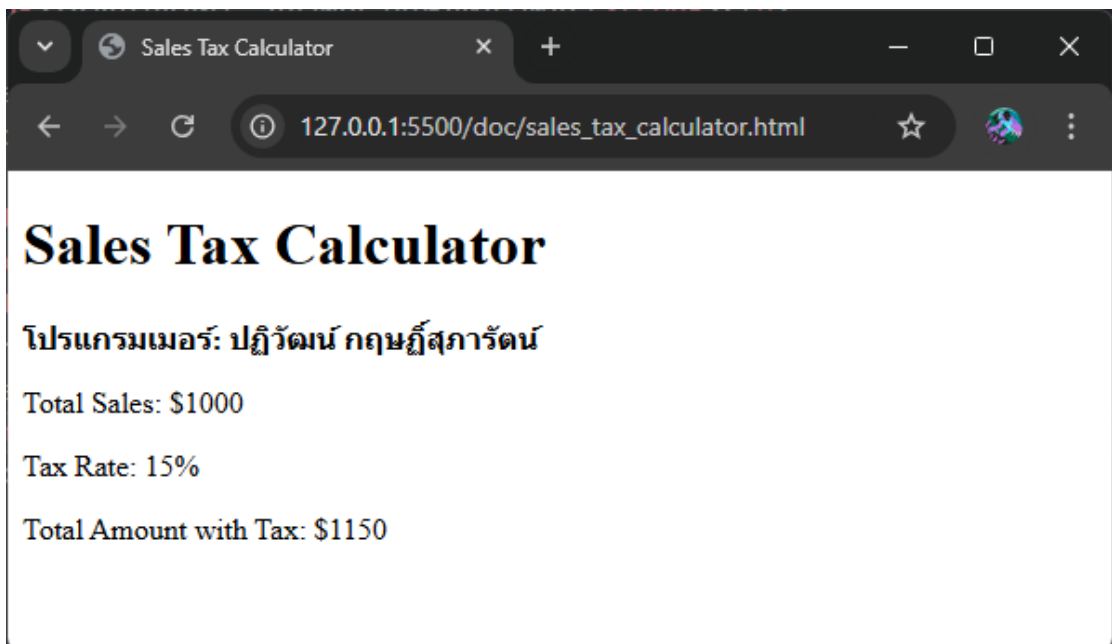 Sales Tax Calculator
127.0.0.1:5500/doc/sales_tax_calculator.html
Sales Tax Calculator
โปรแกรมเมอร์: ปฏิวัฒน์ กฤษฏิ์สุภารัตน์
Total Sales: $1000
Tax Rate: 15%
Total Amount with Tax: $1150